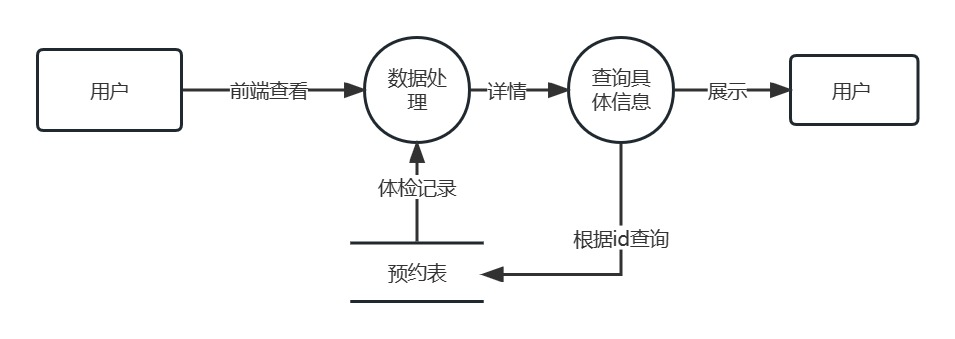 用户
前端查看
数据处
理
详情
查询具
体信息
展示
用户
体检记录
根据id查询
预约表